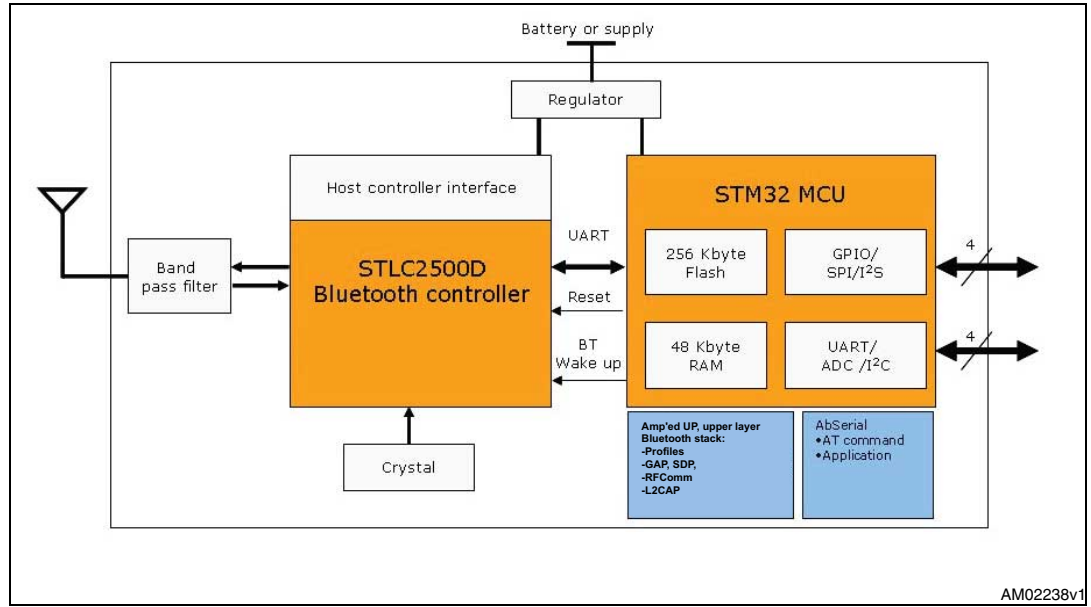 Battery or supply
Regulator
Host controller interface
STLC2500D
Bluetooth controller
Band
pass filter
Crystal
UART
Reset
BT
Wake up
STM32 MCU
256 Kbyte
Flash
GPIO/
SPI/I²S
48 Kbyte
RAM
UART/
ADC /I²C
4
4
Amp'ed UP, upper layer
Bluetooth stack:
-Profiles
-GAP, SDP,
-RFComm
-L2CAP
AbSerial
•AT command
•Application
AM02238v1